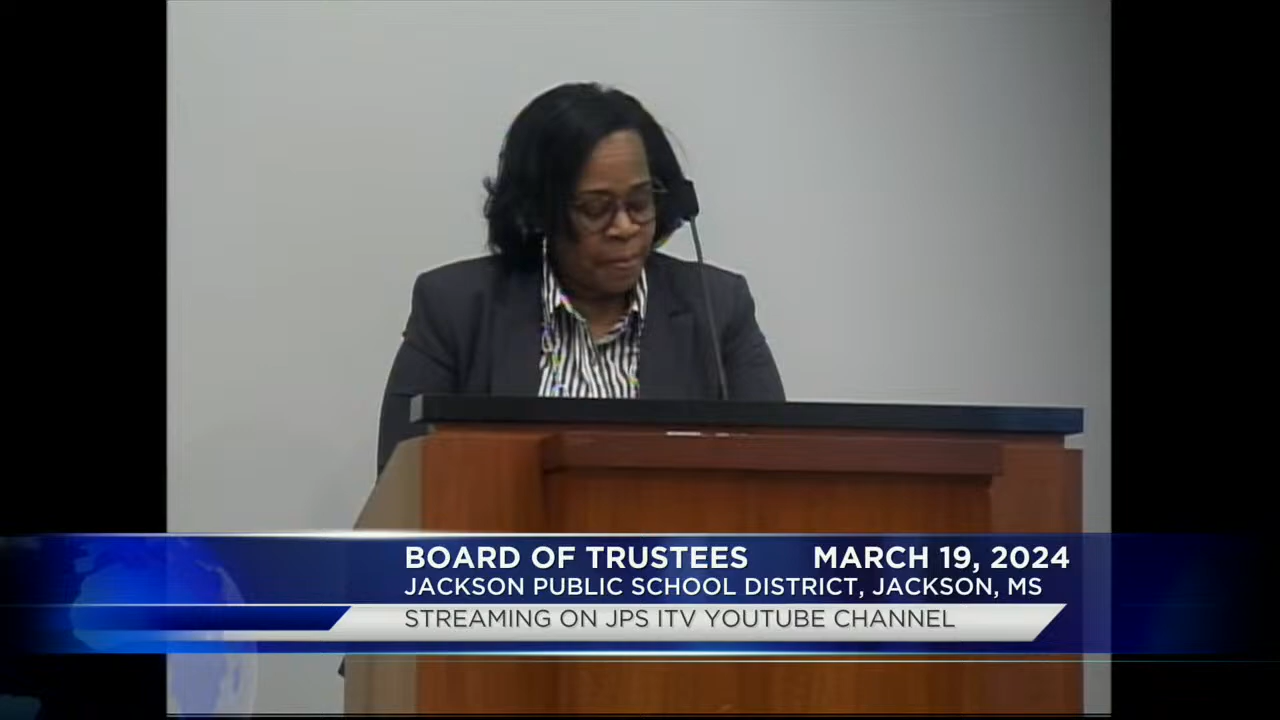 BOARD OF TRUSTEES MARCH 19, 2024
JACKSON PUBLIC SCHOOL DISTRICT, JACKSON, MS
STREAMING ON JPS ITV YOUTUBE CHANNEL